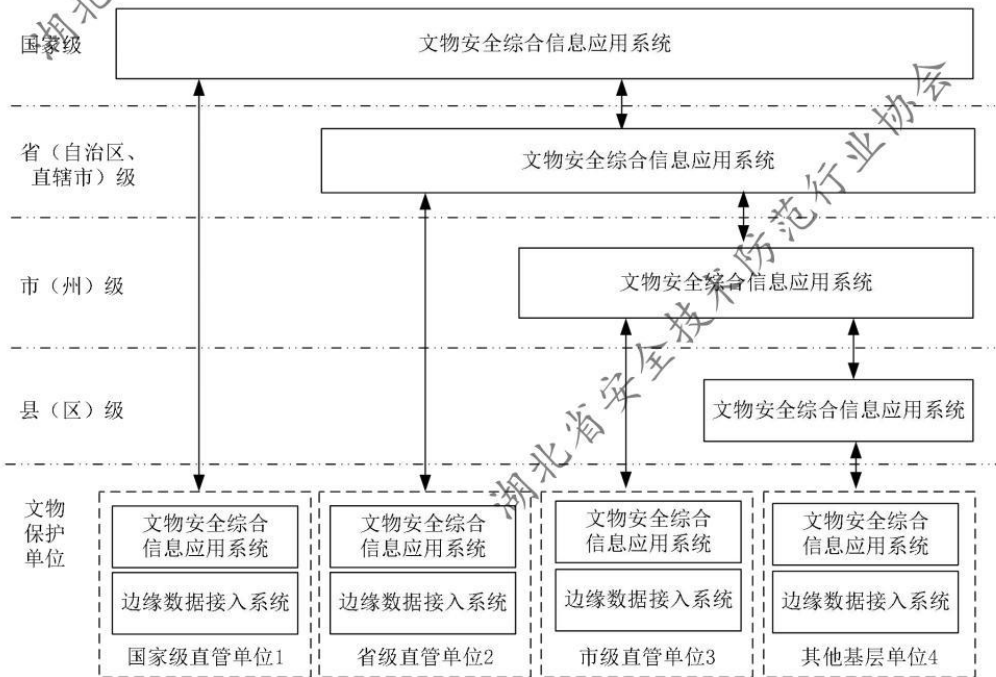 湖北
国家级
文物安全综合信息应用系统
省（自治区、
直辖市）级
文物安全综合信息应用系统
市（州）级
文物安全综合信息应用系统
县（区）级
文物安全综合信息应用系统
湖北省安全技术防范行业协会
文物
保护
单位
文物安全综合
信息应用系统
边缘数据接入系统
国家级直管单位1
文物安全综合
信息应用系统
边缘数据接入系统
省级直管单位2
文物安全综合
信息应用系统
边缘数据接入系统
市级直管单位3
文物安全综合
信息应用系统
边缘数据接入系统
其他基层单位4